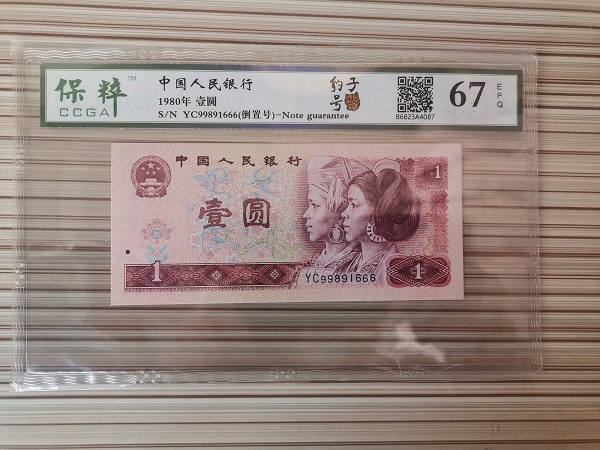 保粹™
CCGA
中国人民银行
1980年 壹圆
S/N YC99891666(倒置号)-Note guarantee
豹子号
B6823A4087
67
EPQ
中国人民银行
1
壹圆
1
1
YC99891666